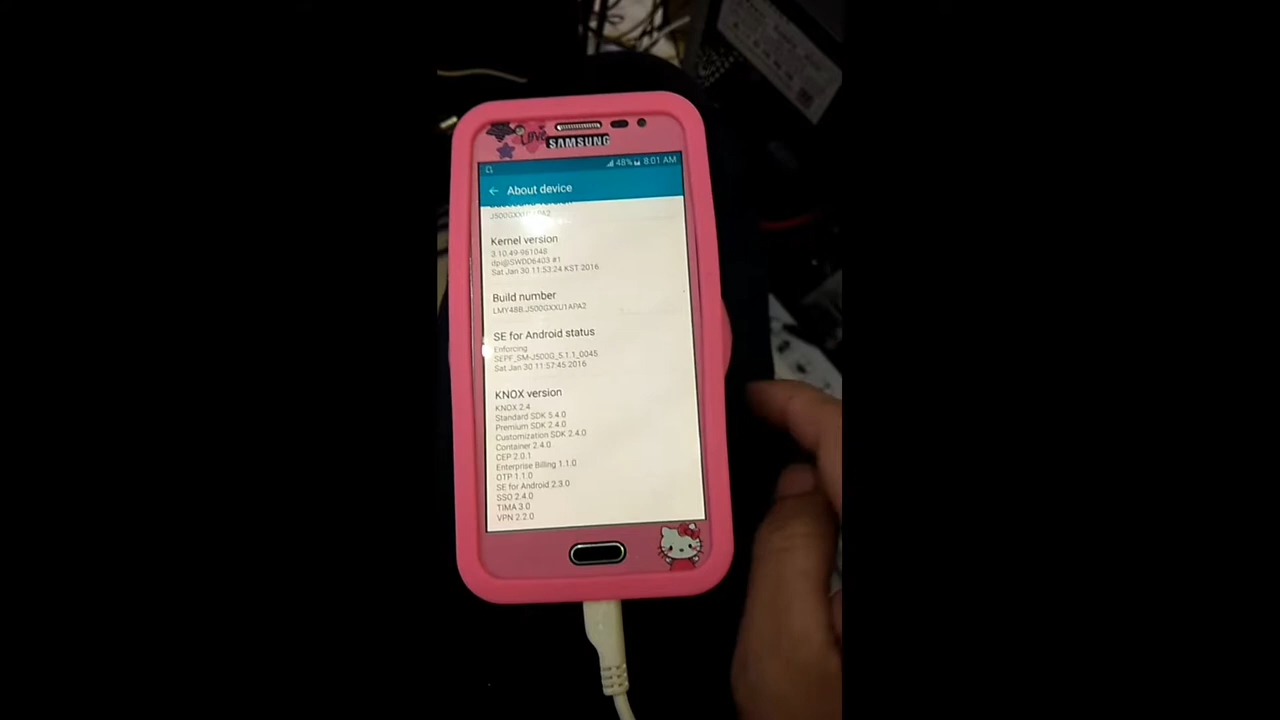 LOVE
SAMSUNG
48% 8:01 AM
About device
J500GXXU1APA2
Kernel version
3.10.49-961048
dpi@SWDD6403 #1
Sat Jan 30 11:53:24 KST 2016
Build number
LMY48B.J500GXXU1APA2
SE for Android status
Enforcing
SEPF_SM-J500G_5.1.1_0045
Sat Jan 30 11:57:45 2016
KNOX version
KNOX 2.4
Standard SDK 5.4.0
Premium SDK 2.4.0
Customization SDK 2.4.0
Container 2.4.0
CEP 2.0.1
Enterprise Billing 1.1.0
OTP 1.1.0
SE for Android 2.3.0
SSO 2.4.0
TIMA 3.0
VPN 2.2.0